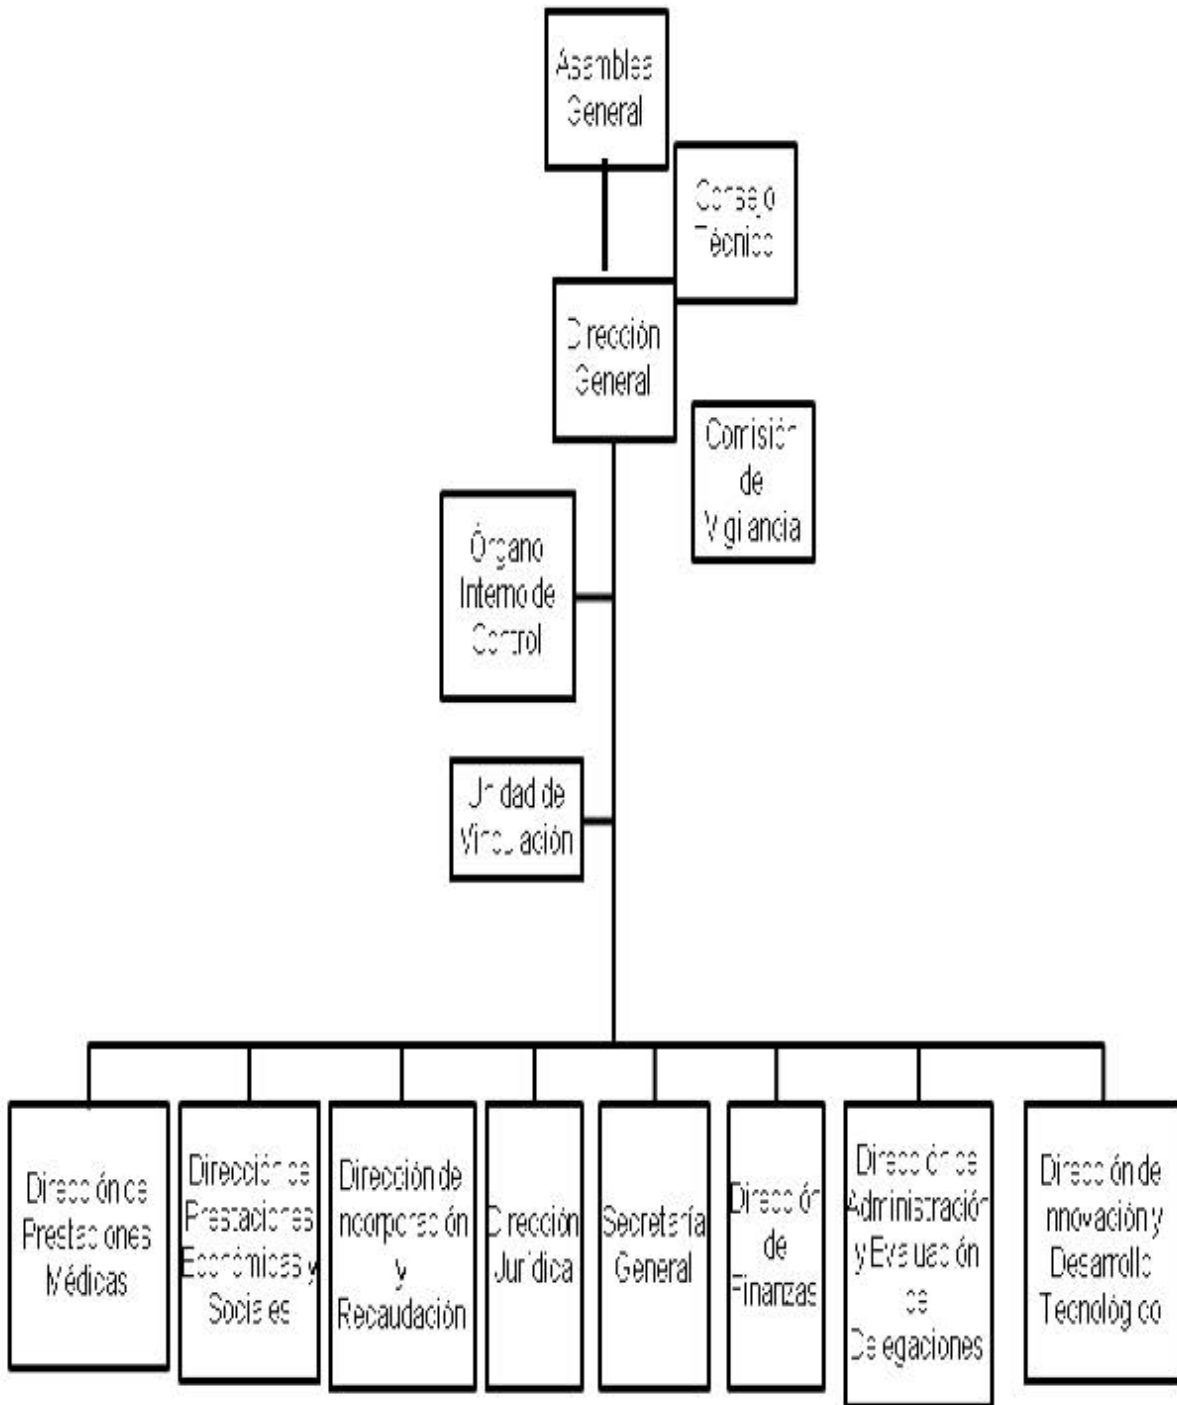 Asamblea
General
Consejo
Técnico
Dirección
General
Comisión
de
Vigilancia
Órgano
Interno de
Control
Unidad de
Vinculación
Dirección de
Prestaciones
Médicas
Dirección de
Prestaciones
Económicas y
Sociales
Dirección de
Incorporación
y
Recaudación
Dirección
Jurídica
Secretaría
General
Dirección
de
Finanzas
Dirección de
Administración
y Evaluación
de
Delegaciones
Dirección de
Innovación y
Desarrollo
Tecnológico